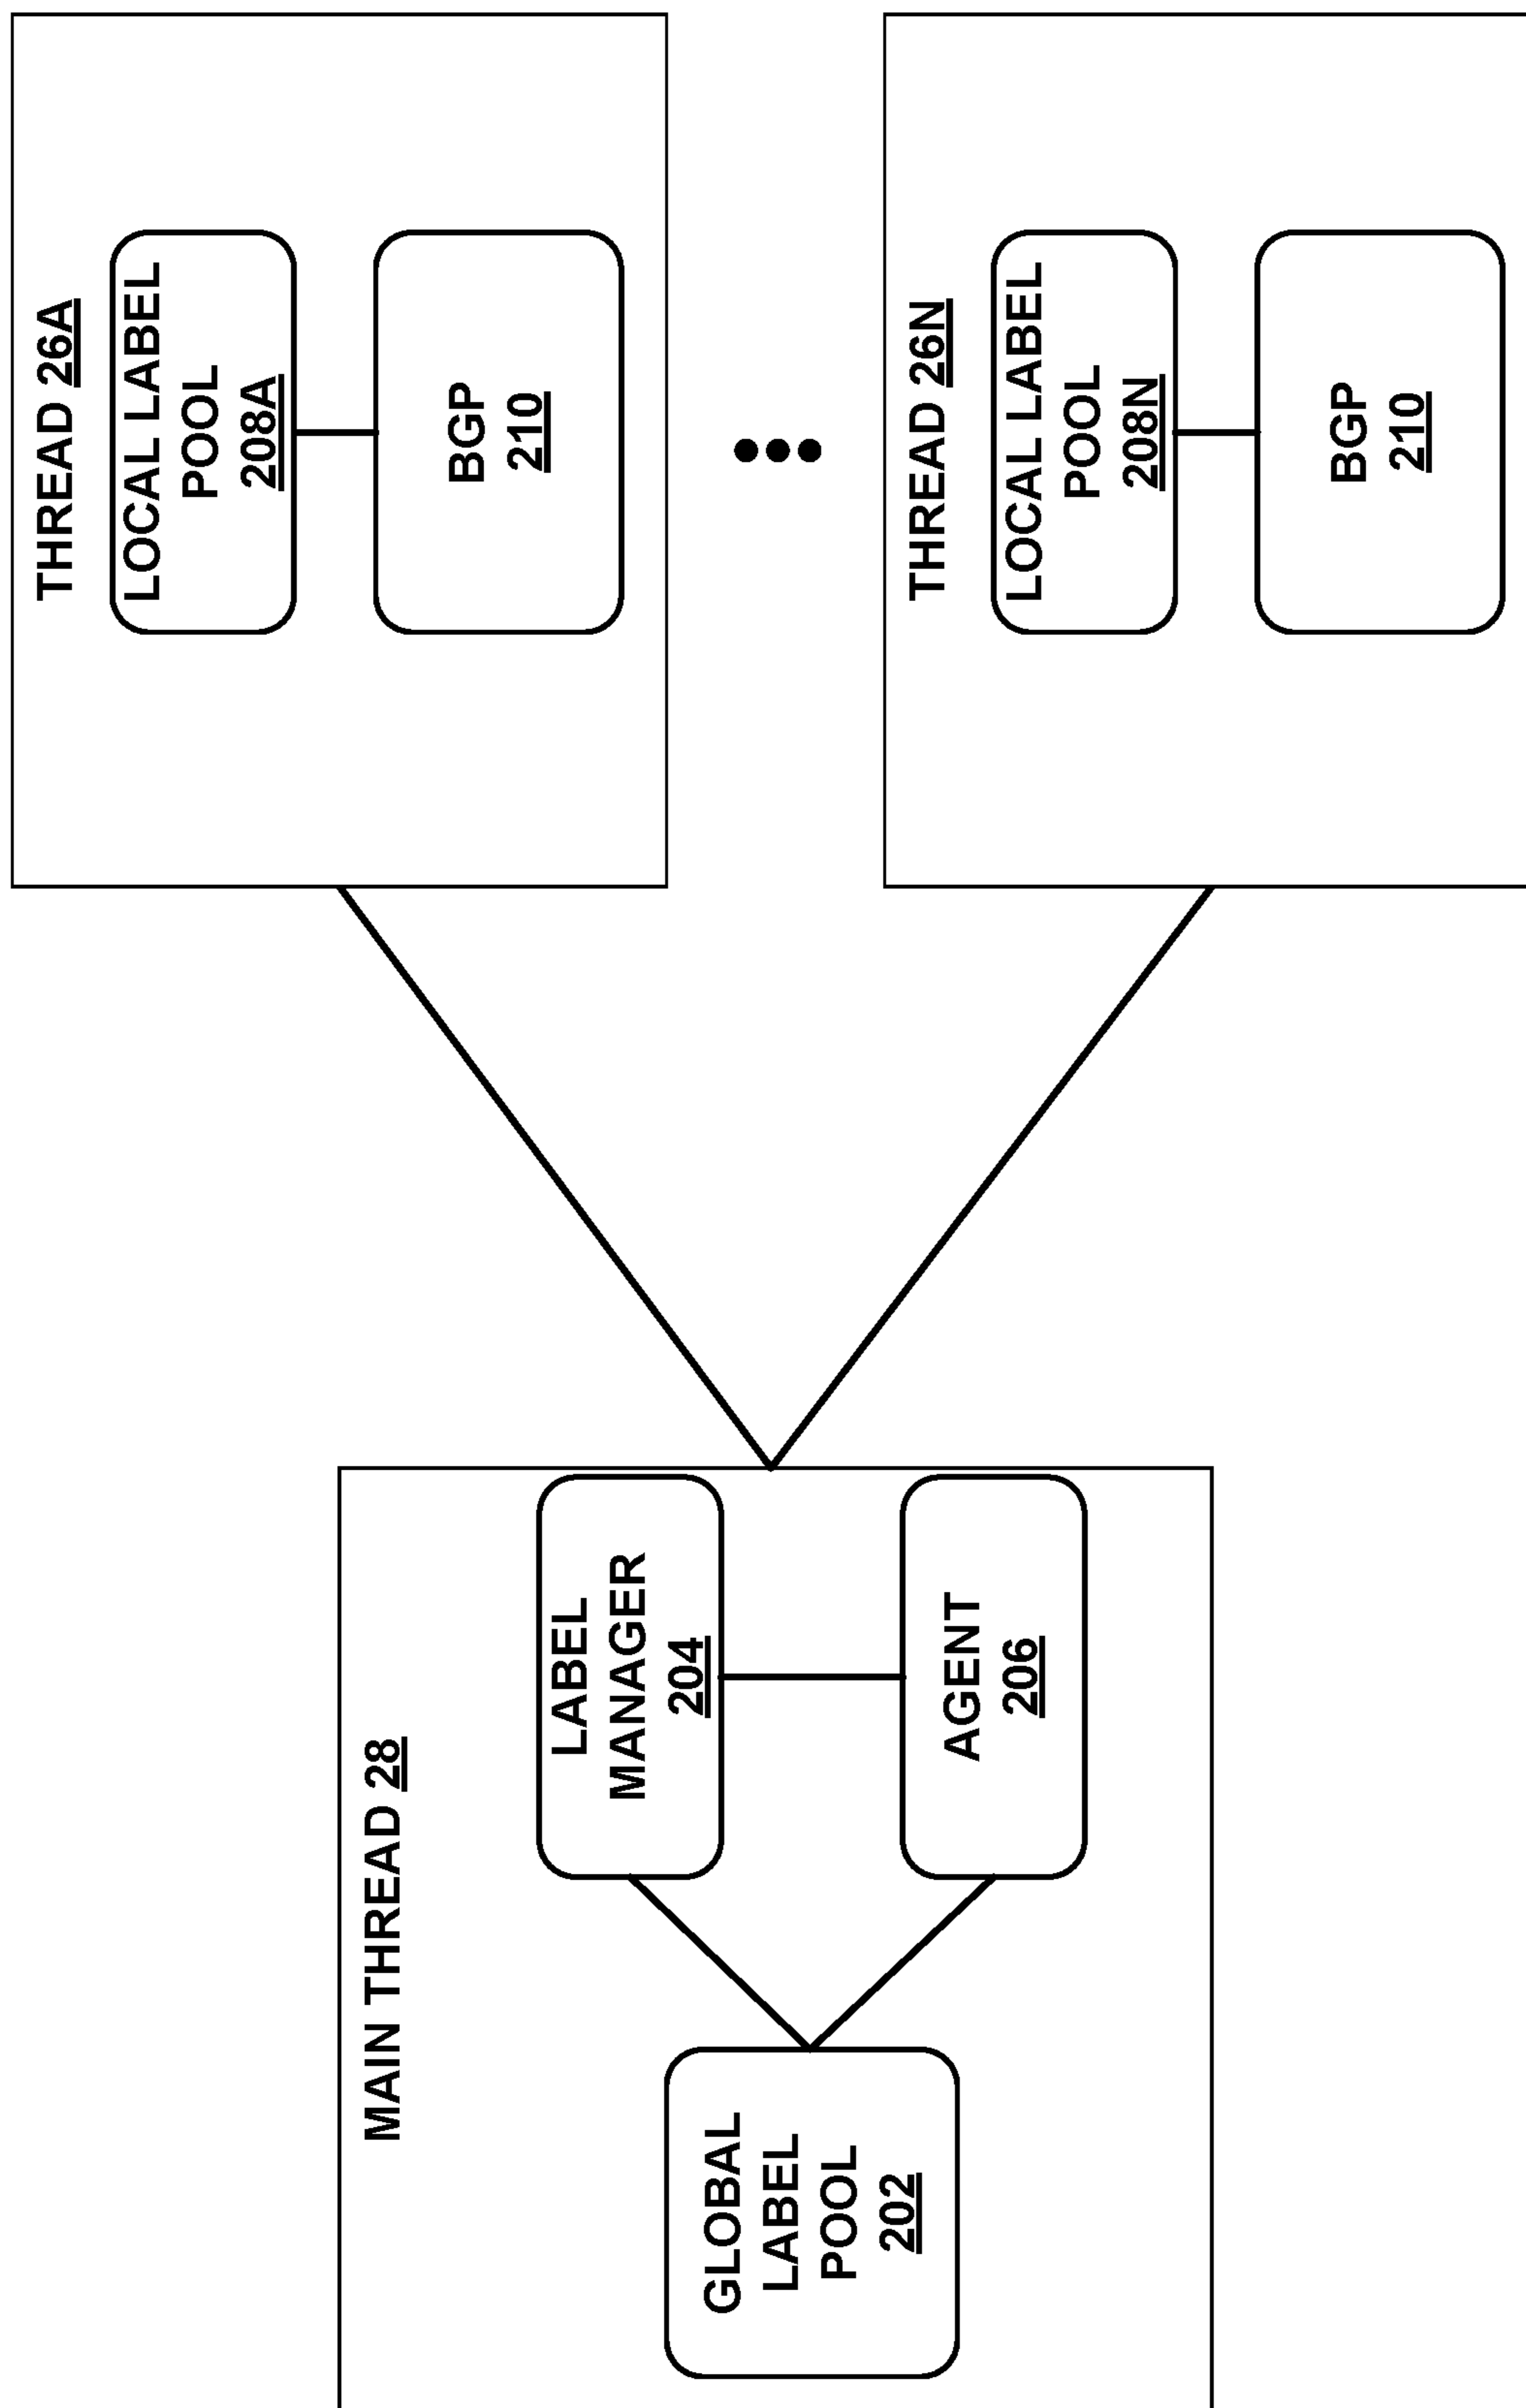 MAIN THREAD 28
GLOBAL
LABEL
POOL
202
LABEL
MANAGER
204
AGENT
206
THREAD 26A
LOCAL LABEL
POOL
208A
BGP
210
THREAD 26N
LOCAL LABEL
POOL
208N
BGP
210